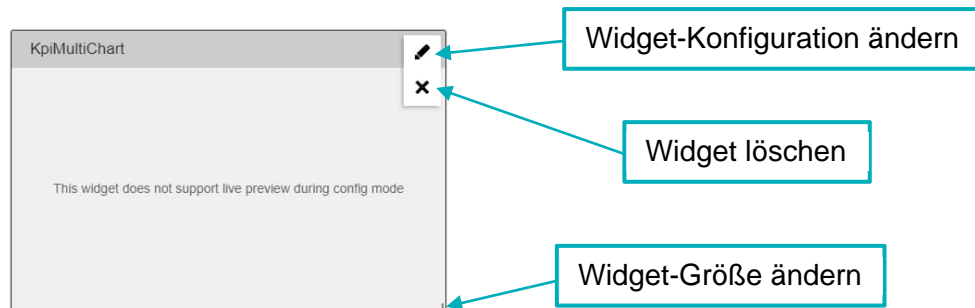 KpiMultiChart
Widget-Konfiguration ändern
Widget löschen
This widget does not support live preview during config mode
Widget-Größe ändern